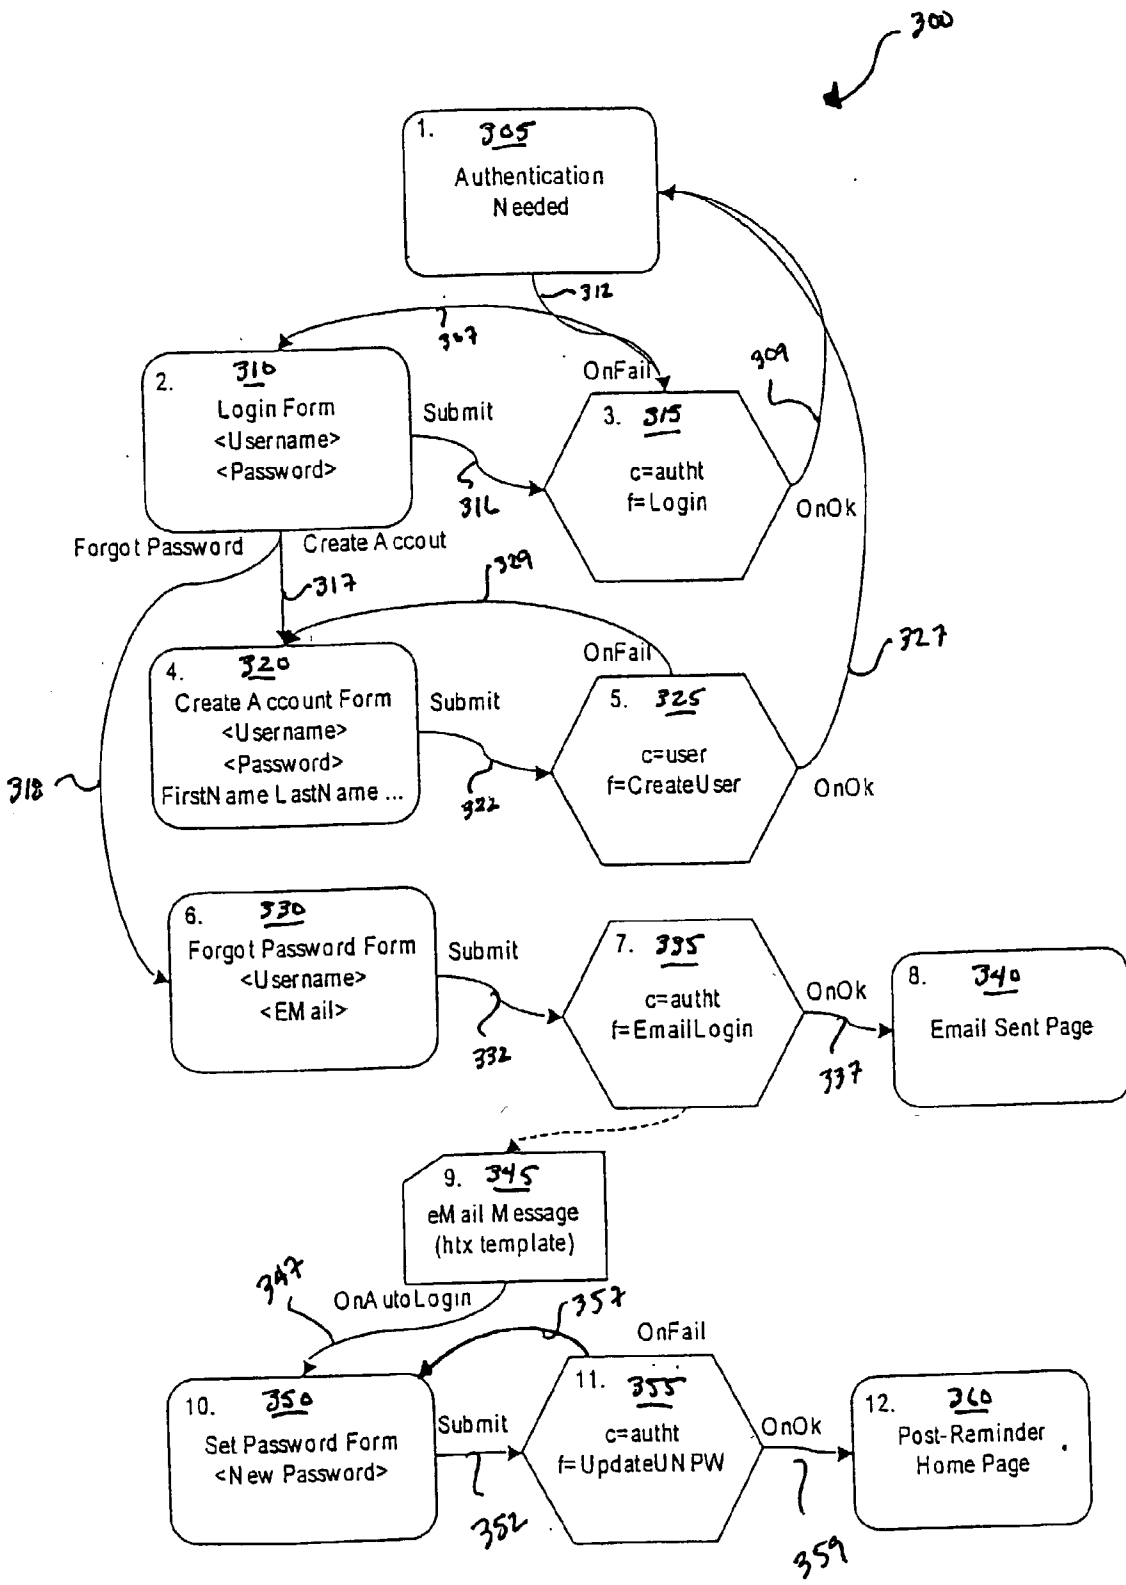 300
1. 305
Authentication
Needed
312
307
2. 310
Login Form
<Username>
<Password>
Submit
316
OnFail
3. 315
c=autht
f=Login
309
OnOk
Forgot Password
Create Accout
317
329
318
4. 320
Create Account Form
<Username>
<Password>
FirstName LastName ...
Submit
322
OnFail
5. 325
c=user
f=CreateUser
OnOk
327
6. 330
Forgot Password Form
<Username>
<EMail>
Submit
332
7. 335
c=autht
f=EmailLogin
OnOk
337
8. 340
Email Sent Page
9. 345
eMail Message
(htx template)
347
OnAutoLogin
357
OnFail
10. 350
Set Password Form
<New Password>
Submit
352
11. 355
c=autht
f=UpdateUNPW
OnOk
359
12. 360
Post-Reminder
Home Page